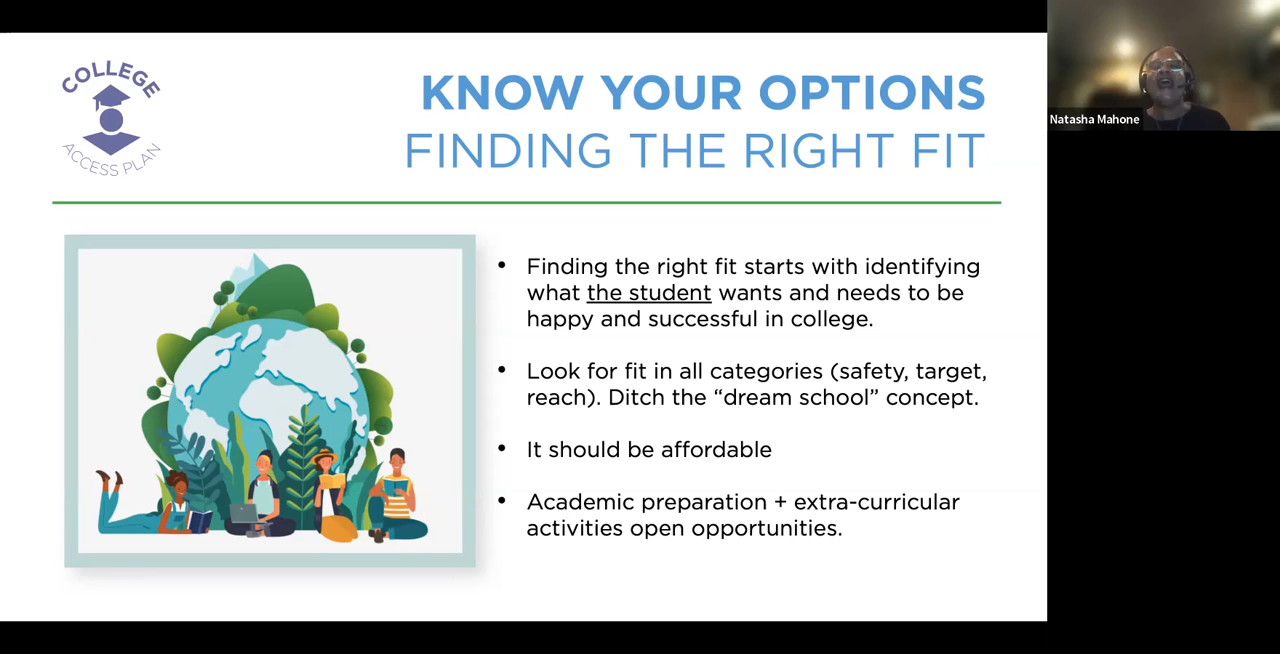 COLLEGE
ACCESS PLAN
KNOW YOUR OPTIONS
FINDING THE RIGHT FIT
• Finding the right fit starts with identifying
what the student wants and needs to be
happy and successful in college.
• Look for fit in all categories (safety, target,
reach). Ditch the “dream school” concept.
• It should be affordable
• Academic preparation + extra-curricular
activities open opportunities.
Natasha Mahone